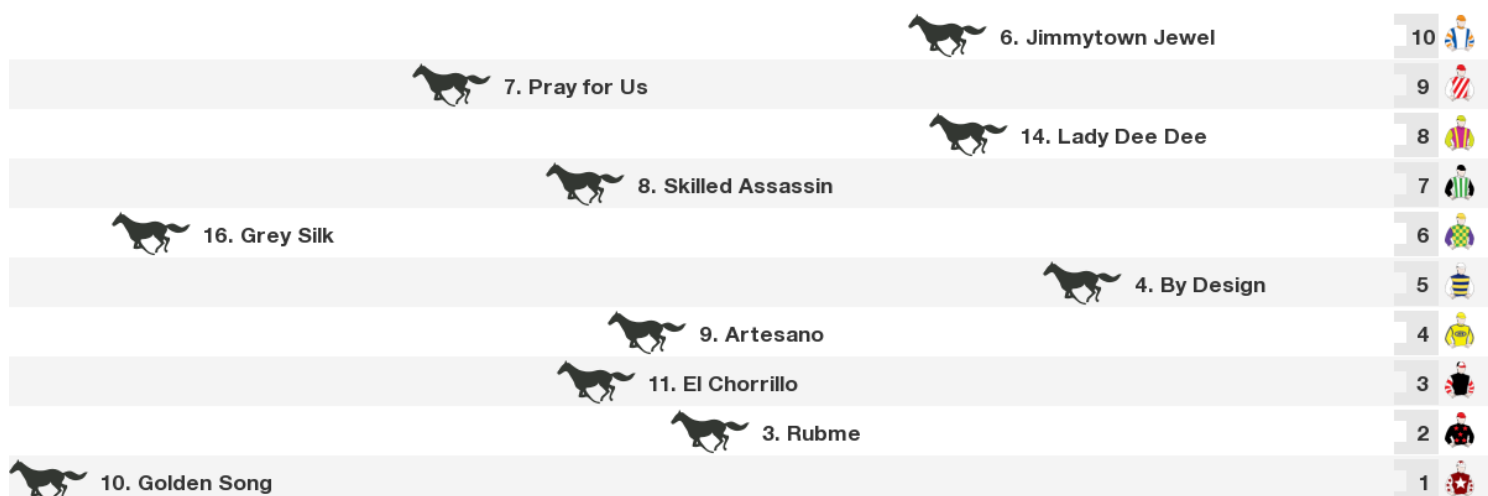 6. Jimmytown Jewel 10
7. Pray for Us 9
14. Lady Dee Dee 8
8. Skilled Assassin 7
16. Grey Silk 6
4. By Design 5
9. Artesano 4
11. El Chorrillo 3
3. Rubme 2
10. Golden Song 1